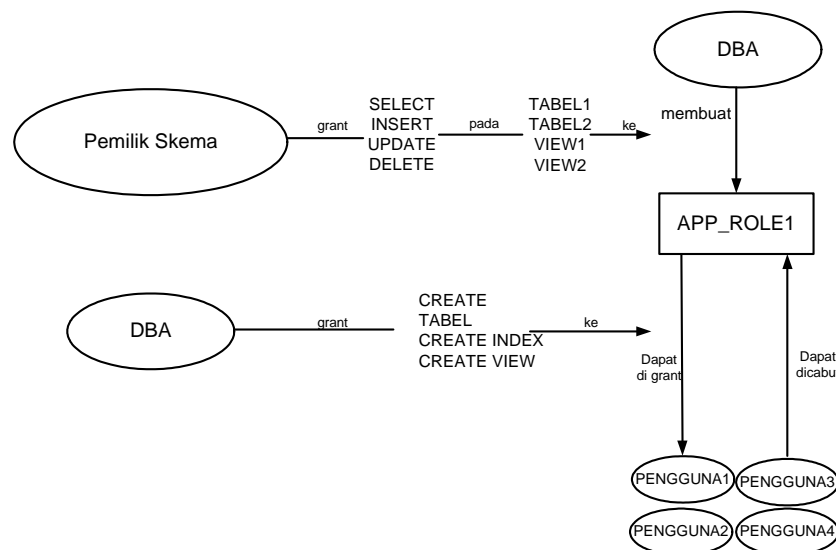 DBA
Pemilik Skema
grant
SELECT
INSERT
UPDATE
DELETE
pada
TABEL1
TABEL2
VIEW1
VIEW2
ke
membuat
APP_ROLE1
DBA
grant
CREATE
TABEL
CREATE INDEX
CREATE VIEW
ke
Dapat
di grant
Dapat
dicabu
PENGGUNA1
PENGGUNA3
PENGGUNA2
PENGGUNA4